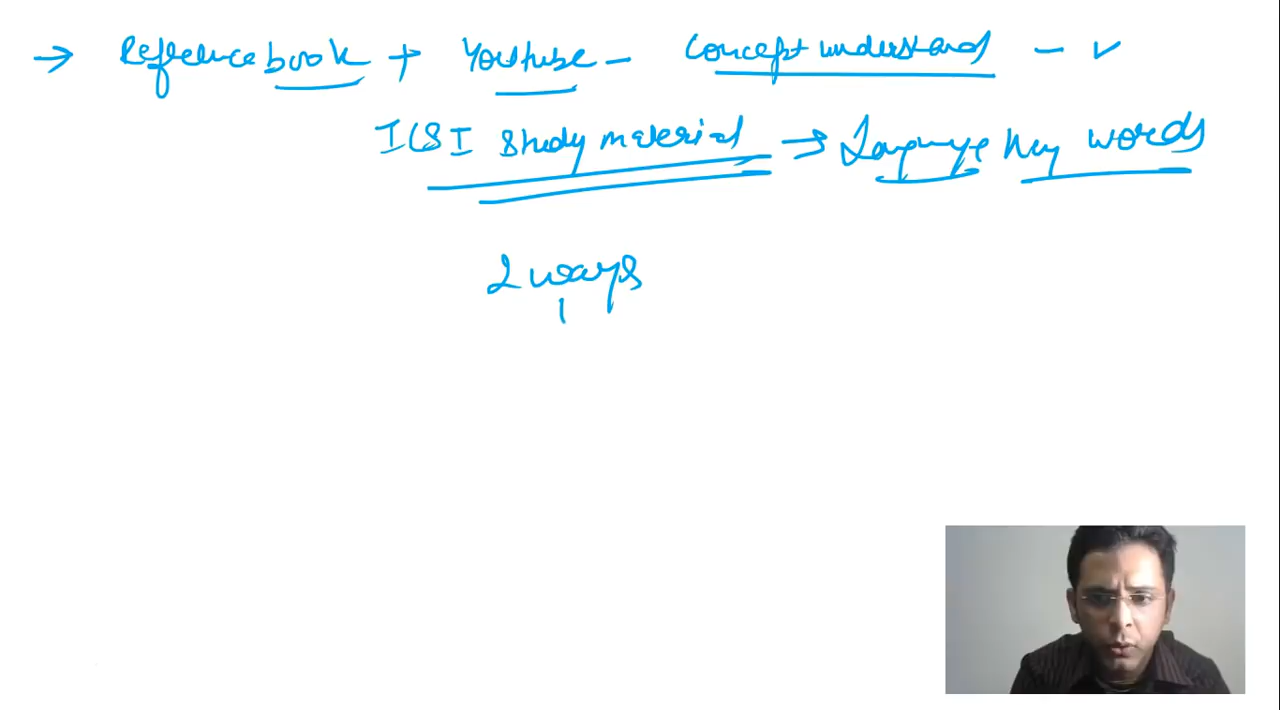 → Reference book + Youtube - Concept understand - ✓
ICSI Study material → Language key words
2 ways